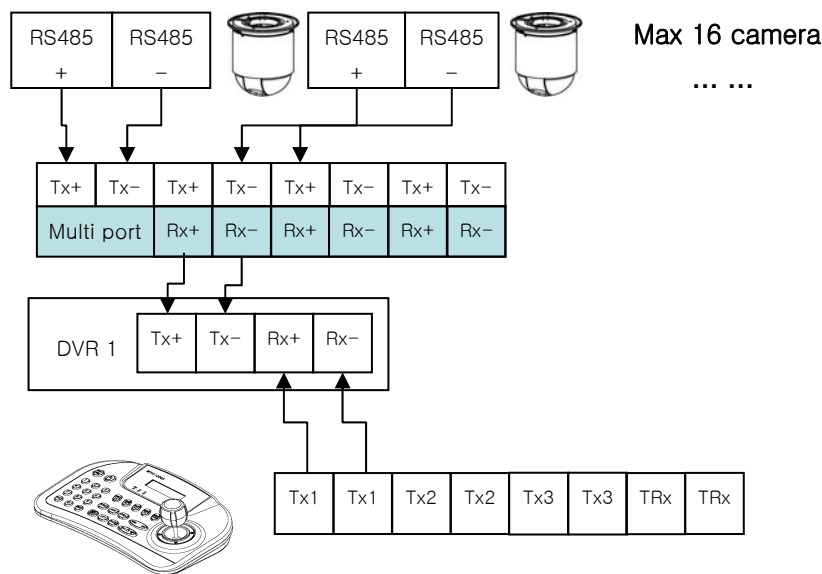 RS485 RS485 RS485 RS485 Max 16 camera
+ − + − ... ...
Tx+ Tx− Tx+ Tx− Tx+ Tx− Tx+ Tx−
Multi port Rx+ Rx− Rx+ Rx− Rx+ Rx−
DVR 1 Tx+ Tx− Rx+ Rx−
Tx1 Tx1 Tx2 Tx2 Tx3 Tx3 TRx TRx